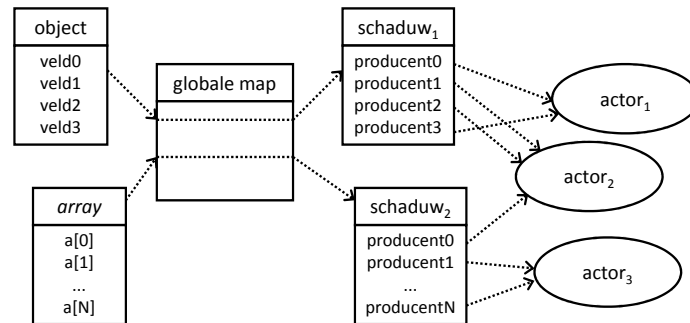 object
veld0
veld1
veld2
veld3
globale map
schaduw₁
producent0
producent1
producent2
producent3
actor₁
actor₂
array
a[0]
a[1]
...
a[N]
schaduw₂
producent0
producent1
...
producentN
actor₃